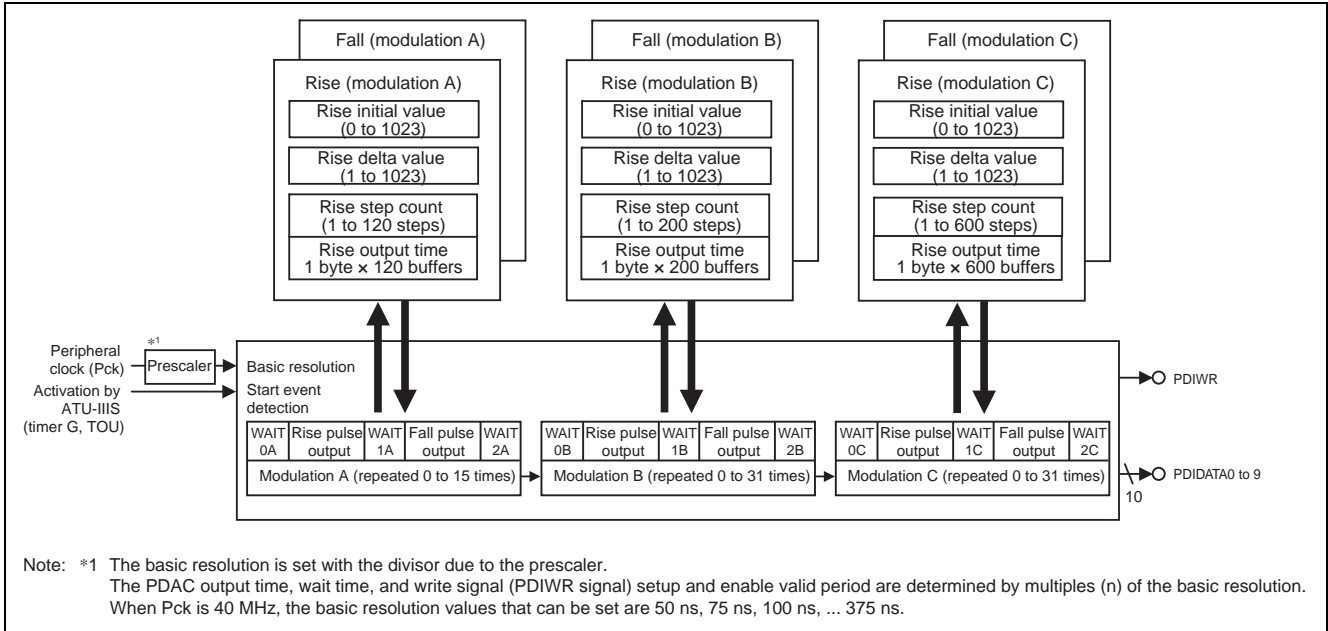 Fall (modulation A)
Rise (modulation A)
Rise initial value
(0 to 1023)
Rise delta value
(1 to 1023)
Rise step count
(1 to 120 steps)
Rise output time
1 byte × 120 buffers
Fall (modulation B)
Rise (modulation B)
Rise initial value
(0 to 1023)
Rise delta value
(1 to 1023)
Rise step count
(1 to 200 steps)
Rise output time
1 byte × 200 buffers
Fall (modulation C)
Rise (modulation C)
Rise initial value
(0 to 1023)
Rise delta value
(1 to 1023)
Rise step count
(1 to 600 steps)
Rise output time
1 byte × 600 buffers
Peripheral
clock (Pck)
*1
Prescaler
Basic resolution
Activation by
ATU-IIIS
(timer G, TOU)
Start event
detection
WAIT
0A
Rise pulse
output
WAIT
1A
Fall pulse
output
WAIT
2A
Modulation A (repeated 0 to 15 times)
WAIT
0B
Rise pulse
output
WAIT
1B
Fall pulse
output
WAIT
2B
Modulation B (repeated 0 to 31 times)
WAIT
0C
Rise pulse
output
WAIT
1C
Fall pulse
output
WAIT
2C
Modulation C (repeated 0 to 31 times)
PDIWR
PDIDATA0 to 9
10
Note: *1 The basic resolution is set with the divisor due to the prescaler.
The PDAC output time, wait time, and write signal (PDIWR signal) setup and enable valid period are determined by multiples (n) of the basic resolution.
When Pck is 40 MHz, the basic resolution values that can be set are 50 ns, 75 ns, 100 ns, ... 375 ns.